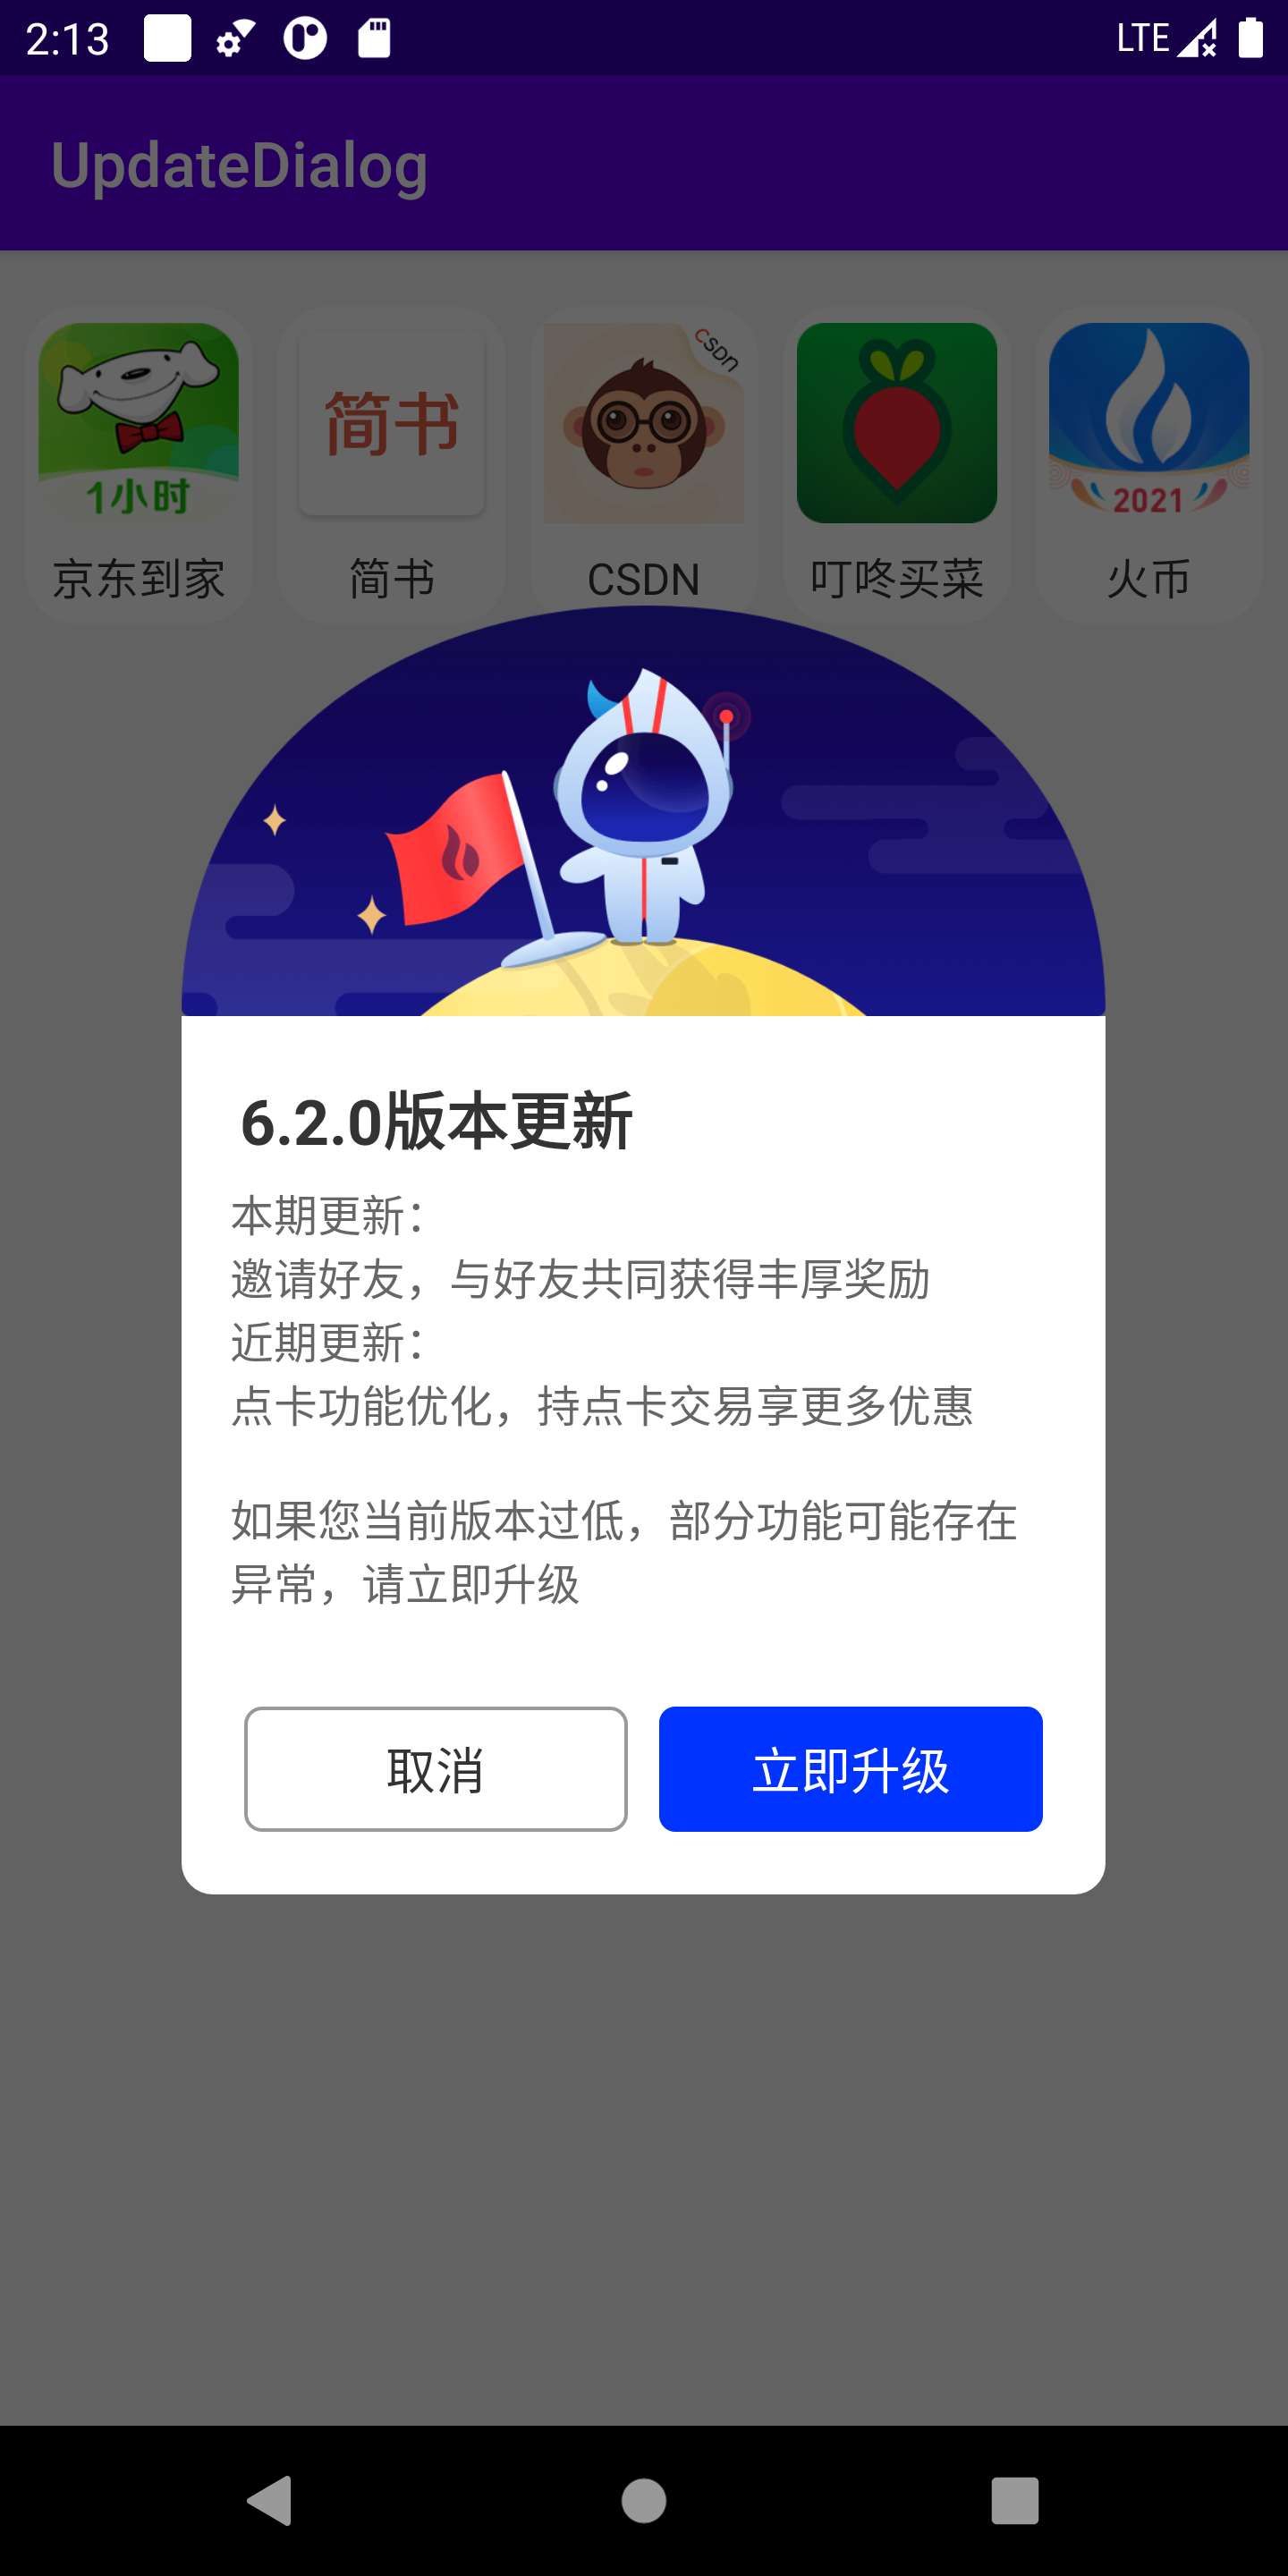 2:13
LTE
UpdateDialog
1小时
简书
CSDN
2021
京东到家
简书
CSDN
叮咚买菜
火币
6.2.0版本更新
本期更新：
邀请好友，与好友共同获得丰厚奖励
近期更新：
点卡功能优化，持点卡交易享更多优惠
如果您当前版本过低，部分功能可能存在
异常，请立即升级
取消
立即升级